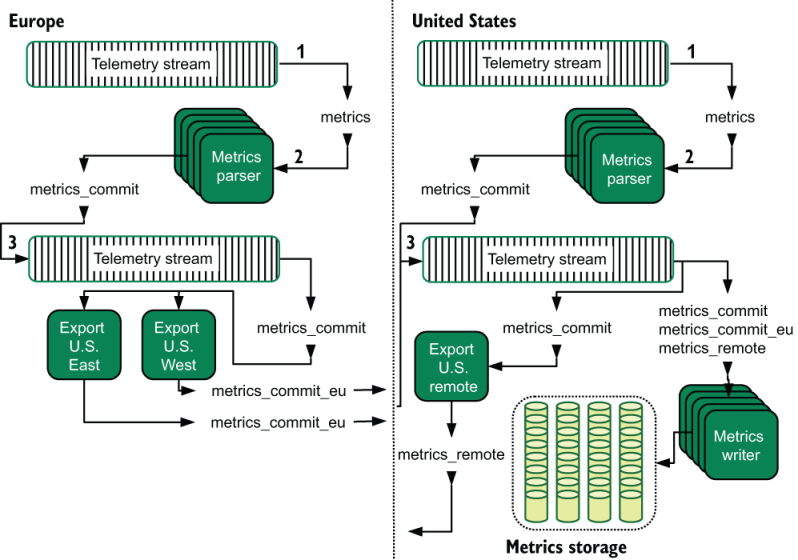 Europe
1
Telemetry stream
metrics
Metrics
parser
2
metrics_commit
3
Telemetry stream
Export
U.S.
East
Export
U.S.
West
metrics_commit
metrics_commit_eu
metrics_commit_eu
United States
1
Telemetry stream
metrics
Metrics
parser
2
metrics_commit
3
Telemetry stream
metrics_commit
metrics_commit
metrics_commit_eu
metrics_remote
Export
U.S.
remote
metrics_remote
Metrics
writer
Metrics storage